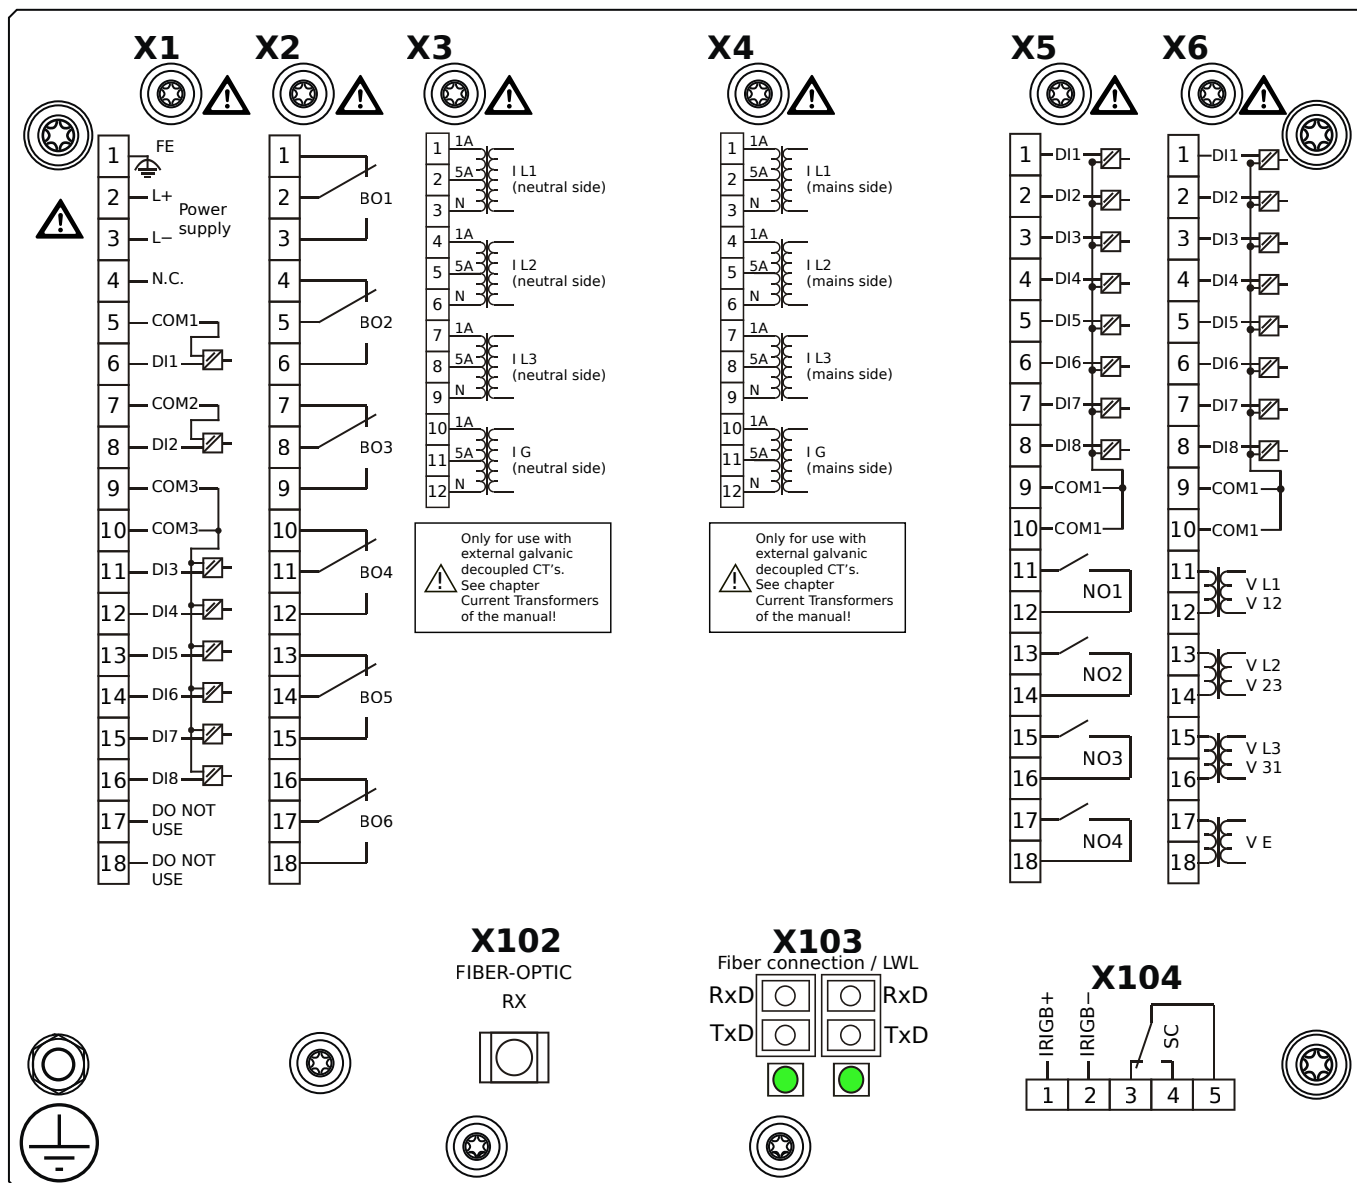 X1
X2
X3
X4
X5
X6
1 FE
2 L+
Power
supply
3 L−
4 N.C.
5 COM1
6 DI1
7 COM2
8 DI2
9 COM3
10 COM3
11 DI3
12 DI4
13 DI5
14 DI6
15 DI7
16 DI8
17 DO NOT
USE
18 DO NOT
USE
1
2 BO1
3
4
5 BO2
6
7
8 BO3
9
10
11 BO4
12
13
14 BO5
15
16
17 BO6
18
1 1A
2 5A I L1
(neutral side)
3 N
4 1A
5 5A I L2
(neutral side)
6 N
7 1A
8 5A I L3
(neutral side)
9 N
10 1A
11 5A I G
(neutral side)
12 N
Only for use with
external galvanic
decoupled CT's.
See chapter
Current Transformers
of the manual!
1 1A
2 5A I L1
(mains side)
3 N
4 1A
5 5A I L2
(mains side)
6 N
7 1A
8 5A I L3
(mains side)
9 N
10 1A
11 5A I G
(mains side)
12 N
Only for use with
external galvanic
decoupled CT's.
See chapter
Current Transformers
of the manual!
1 DI1
2 DI2
3 DI3
4 DI4
5 DI5
6 DI6
7 DI7
8 DI8
9 COM1
10 COM1
11
NO1
12
13
NO2
14
15
NO3
16
17
NO4
18
1 DI1
2 DI2
3 DI3
4 DI4
5 DI5
6 DI6
7 DI7
8 DI8
9 COM1
10 COM1
11 V L1
12 V 12
13 V L2
14 V 23
15 V L3
16 V 31
17
V E
18
X102
FIBER-OPTIC
RX
X103
Fiber connection / LWL
RxD RxD
TxD TxD
X104
IRIGB+
IRIGB−
SC
1 2 3 4 5